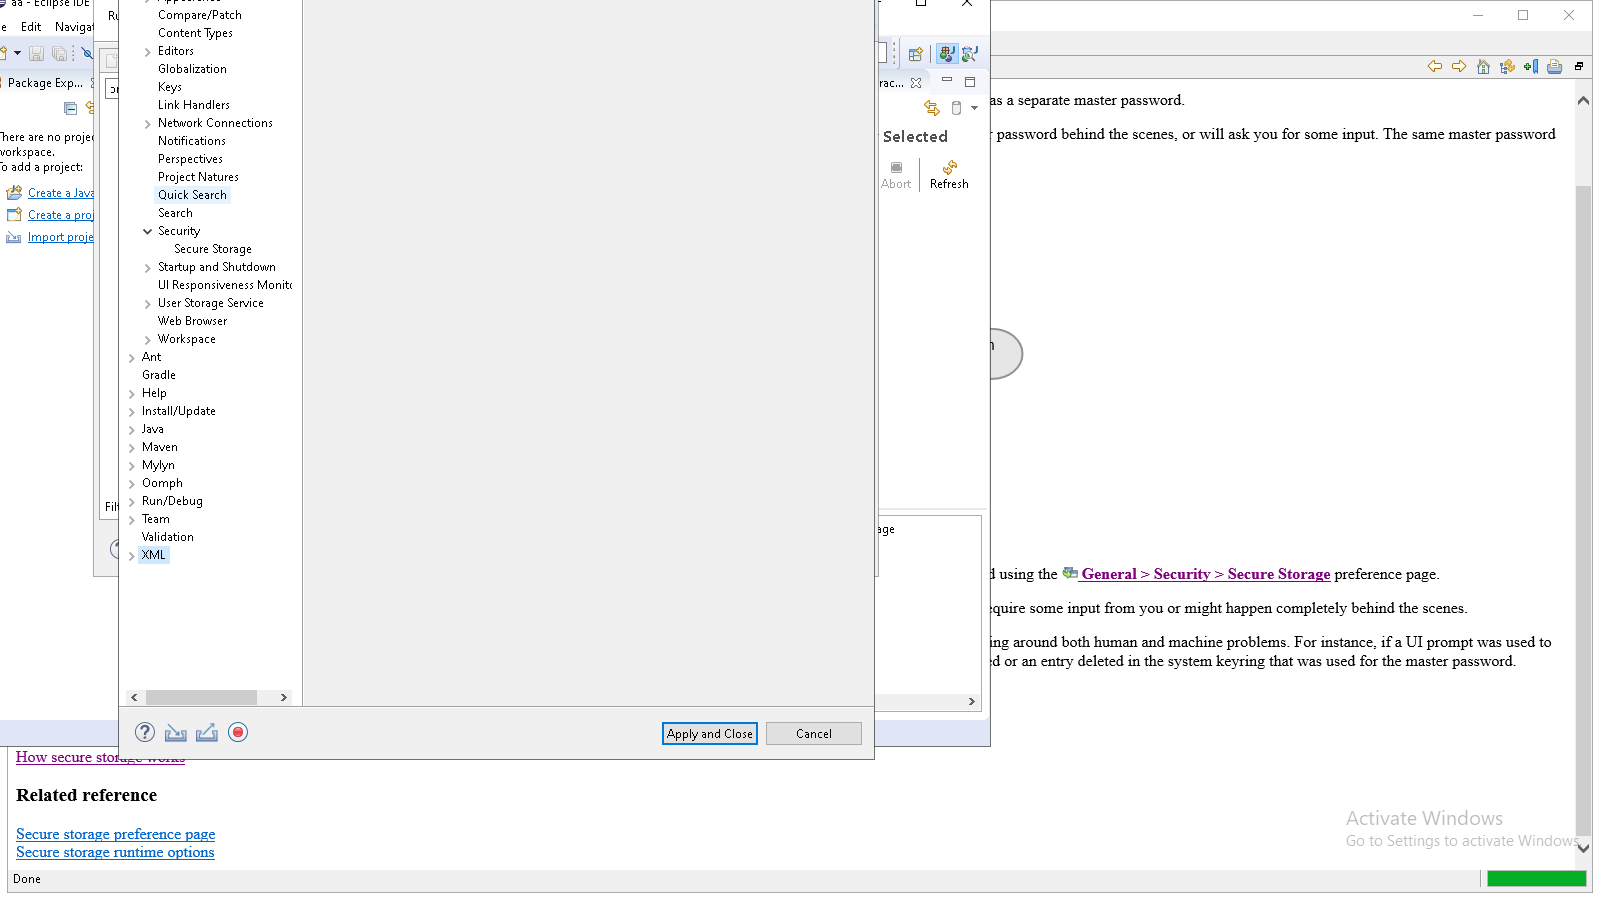 aa - Eclipse IDE
Edit Navigat
Ru
Package Exp...
There are no proje
workspace.
To add a project:
Create a Java
Create a proj
Import proje
Compare/Patch
Content Types
Editors
Globalization
Keys
Link Handlers
Network Connections
Notifications
Perspectives
Project Natures
Quick Search
Search
Security
Secure Storage
Startup and Shutdown
UI Responsiveness Monito
User Storage Service
Web Browser
Workspace
Ant
Gradle
Help
Install/Update
Java
Maven
Mylyn
Oomph
Run/Debug
Team
Validation
XML
Filt
Apply and Close
Cancel
rac...
Selected
Abort
Refresh
age
as a separate master password.
r password behind the scenes, or will ask you for some input. The same master password
n
d using the General > Security > Secure Storage preference page.
equire some input from you or might happen completely behind the scenes.
ing around both human and machine problems. For instance, if a UI prompt was used to
ed or an entry deleted in the system keyring that was used for the master password.
How secure storage works
Related reference
Secure storage preference page
Secure storage runtime options
Done
Activate Windows
Go to Settings to activate Windows.